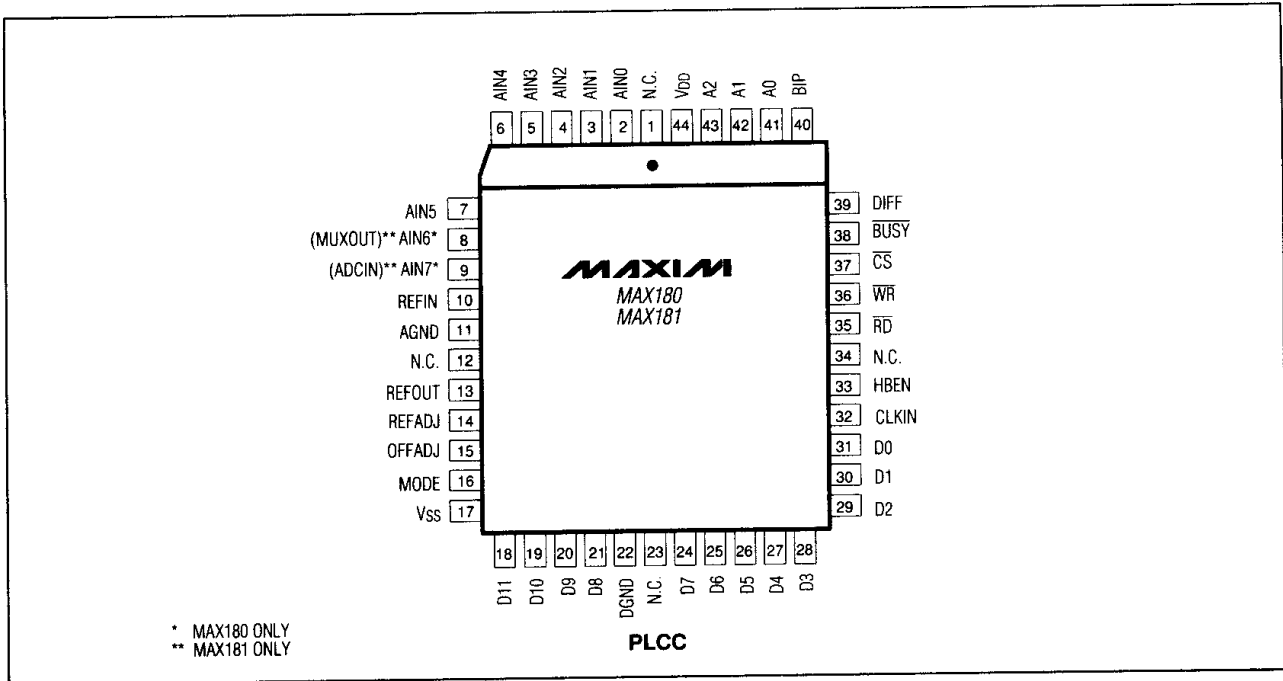 AIN4 AIN3 AIN2 AIN1 AIN0 N.C. VDD A2 A1 A0 BIP
6 5 4 3 2 1 44 43 42 41 40
AIN5 7
(MUXOUT)** AIN6* 8
(ADCIN)** AIN7* 9
REFIN 10
AGND 11
N.C. 12
REFOUT 13
REFADJ 14
OFFADJ 15
MODE 16
VSS 17
MAXIM
MAX180
MAX181
39 DIFF
38 BUSY
37 CS
36 WR
35 RD
34 N.C.
33 HBEN
32 CLKIN
31 D0
30 D1
29 D2
18 19 20 21 22 23 24 25 26 27 28
D11 D10 D9 D8 DGND N.C. D7 D6 D5 D4 D3
* MAX180 ONLY
** MAX181 ONLY
PLCC